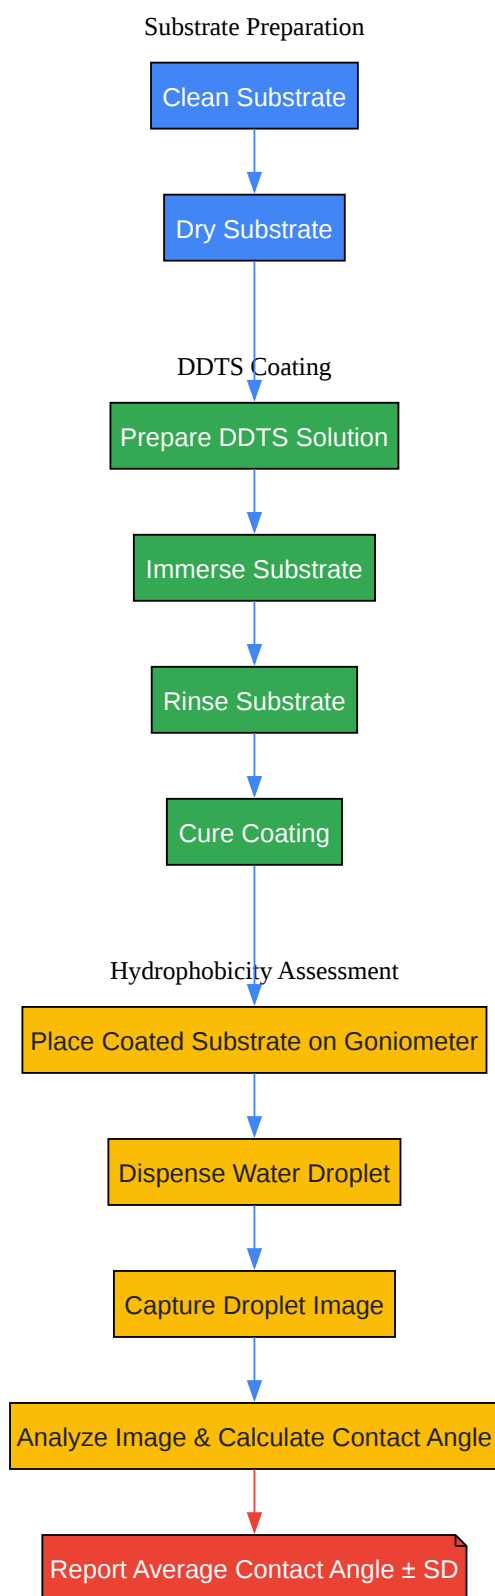 Substrate Preparation
Clean Substrate
Dry Substrate
DDTS Coating
Prepare DDTS Solution
Immerse Substrate
Rinse Substrate
Cure Coating
Hydrophobicity Assessment
Place Coated Substrate on Goniometer
Dispense Water Droplet
Capture Droplet Image
Analyze Image & Calculate Contact Angle
Report Average Contact Angle ± SD